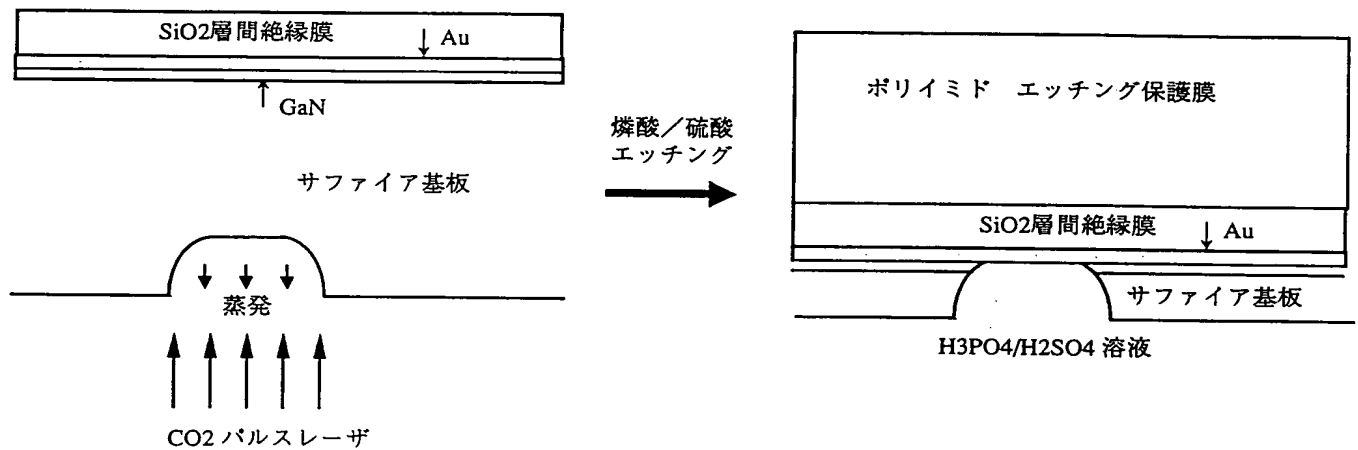 SiO2層間絶縁膜
Au
GaN
サファイア基板
蒸発
CO2 パルスレーザ
燐酸／硫酸
エッチング
ポリイミド　エッチング保護膜
SiO2層間絶縁膜
Au
サファイア基板
H3PO4/H2SO4 溶液